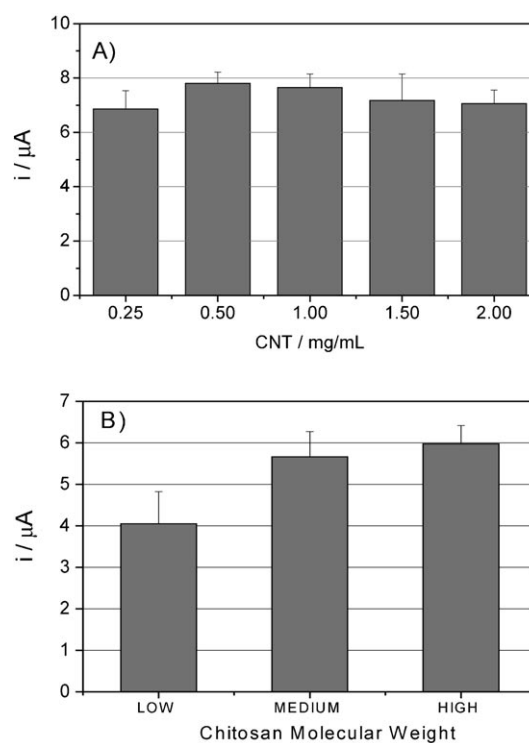 A)
10
8
6
4
2
0
i / µA
0.25 0.50 1.00 1.50 2.00
CNT / mg/mL
B)
7
6
5
4
3
2
1
0
i / µA
LOW MEDIUM HIGH
Chitosan Molecular Weight